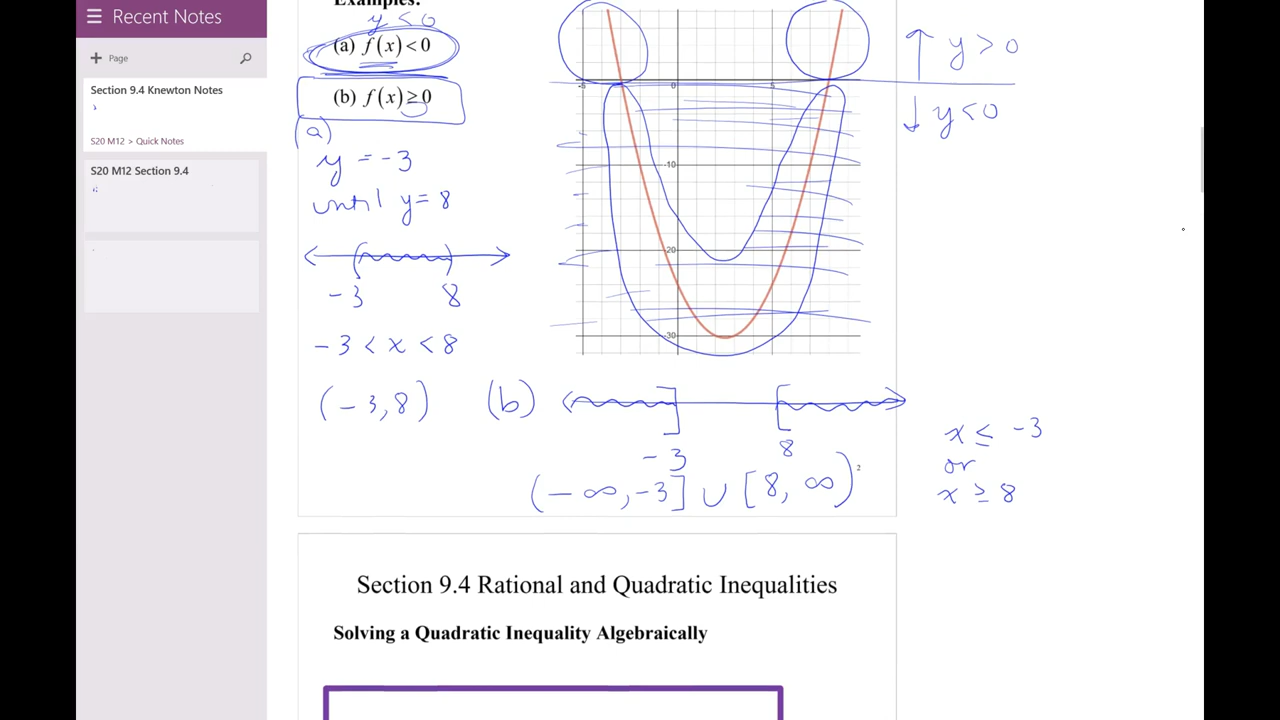 Recent Notes
Page
Section 9.4 Knewton Notes
S20 M12 > Quick Notes
S20 M12 Section 9.4
Examples:
y < 0
(a) f(x) < 0
(b) f(x) ≥ 0
(a)
y = -3
until y = 8
-3 8
-3 < x < 8
(-3, 8)
-5 0 5
-10
-20
-30
↑ y > 0
↓ y < 0
(b)
-3 8
(-∞, -3] ∪ [8, ∞)
2
x ≤ -3
or
x ≥ 8
Section 9.4 Rational and Quadratic Inequalities
Solving a Quadratic Inequality Algebraically